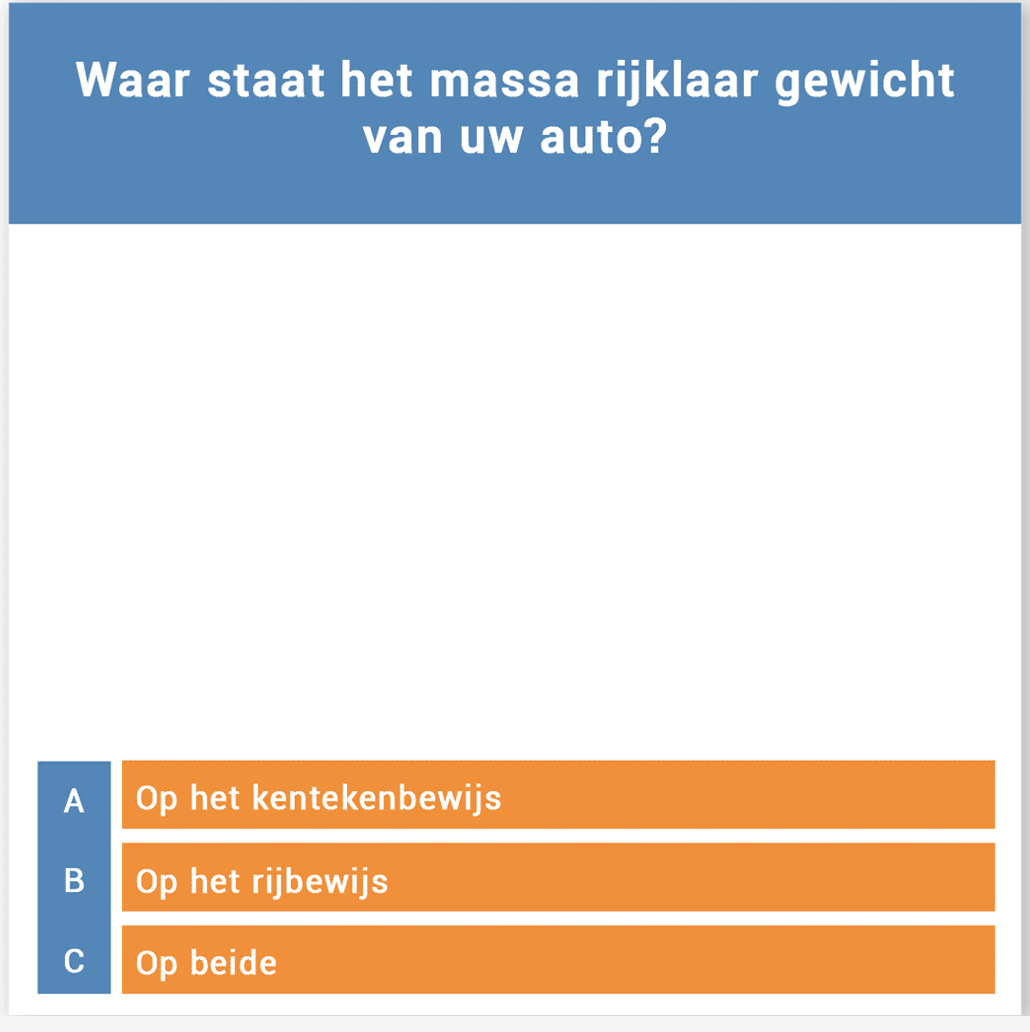 Waar staat het massa rijklaar gewicht
van uw auto?
A Op het kentekenbewijs
B Op het rijbewijs
C Op beide